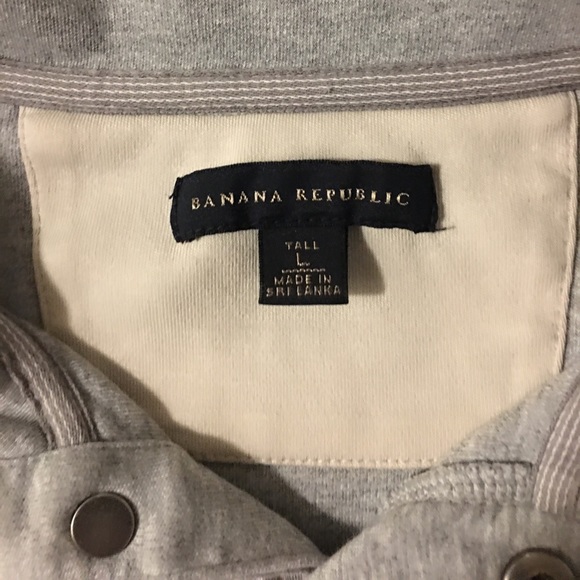 BANANA REPUBLIC
TALL
L
MADE IN
SRI LANKA